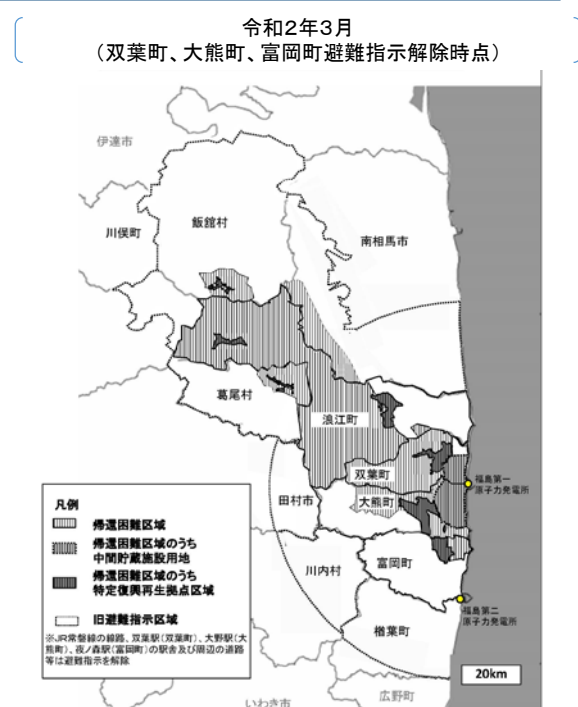 令和2年3月
（双葉町、大熊町、富岡町避難指示解除時点）
伊達市
川俣町
飯舘村
南相馬市
葛尾村
浪江町
双葉町
大熊町
福島第一
原子力発電所
田村市
川内村
富岡町
福島第二
原子力発電所
楢葉町
いわき市
広野町
20km
凡例
帰還困難区域
帰還困難区域のうち
中間貯蔵施設用地
帰還困難区域のうち
特定復興再生拠点区域
旧避難指示区域
※JR常磐線の線路、双葉駅（双葉町）、大野駅（大
熊町）、夜ノ森駅（富岡町）の駅舎及び周辺の道路
等は避難指示を解除